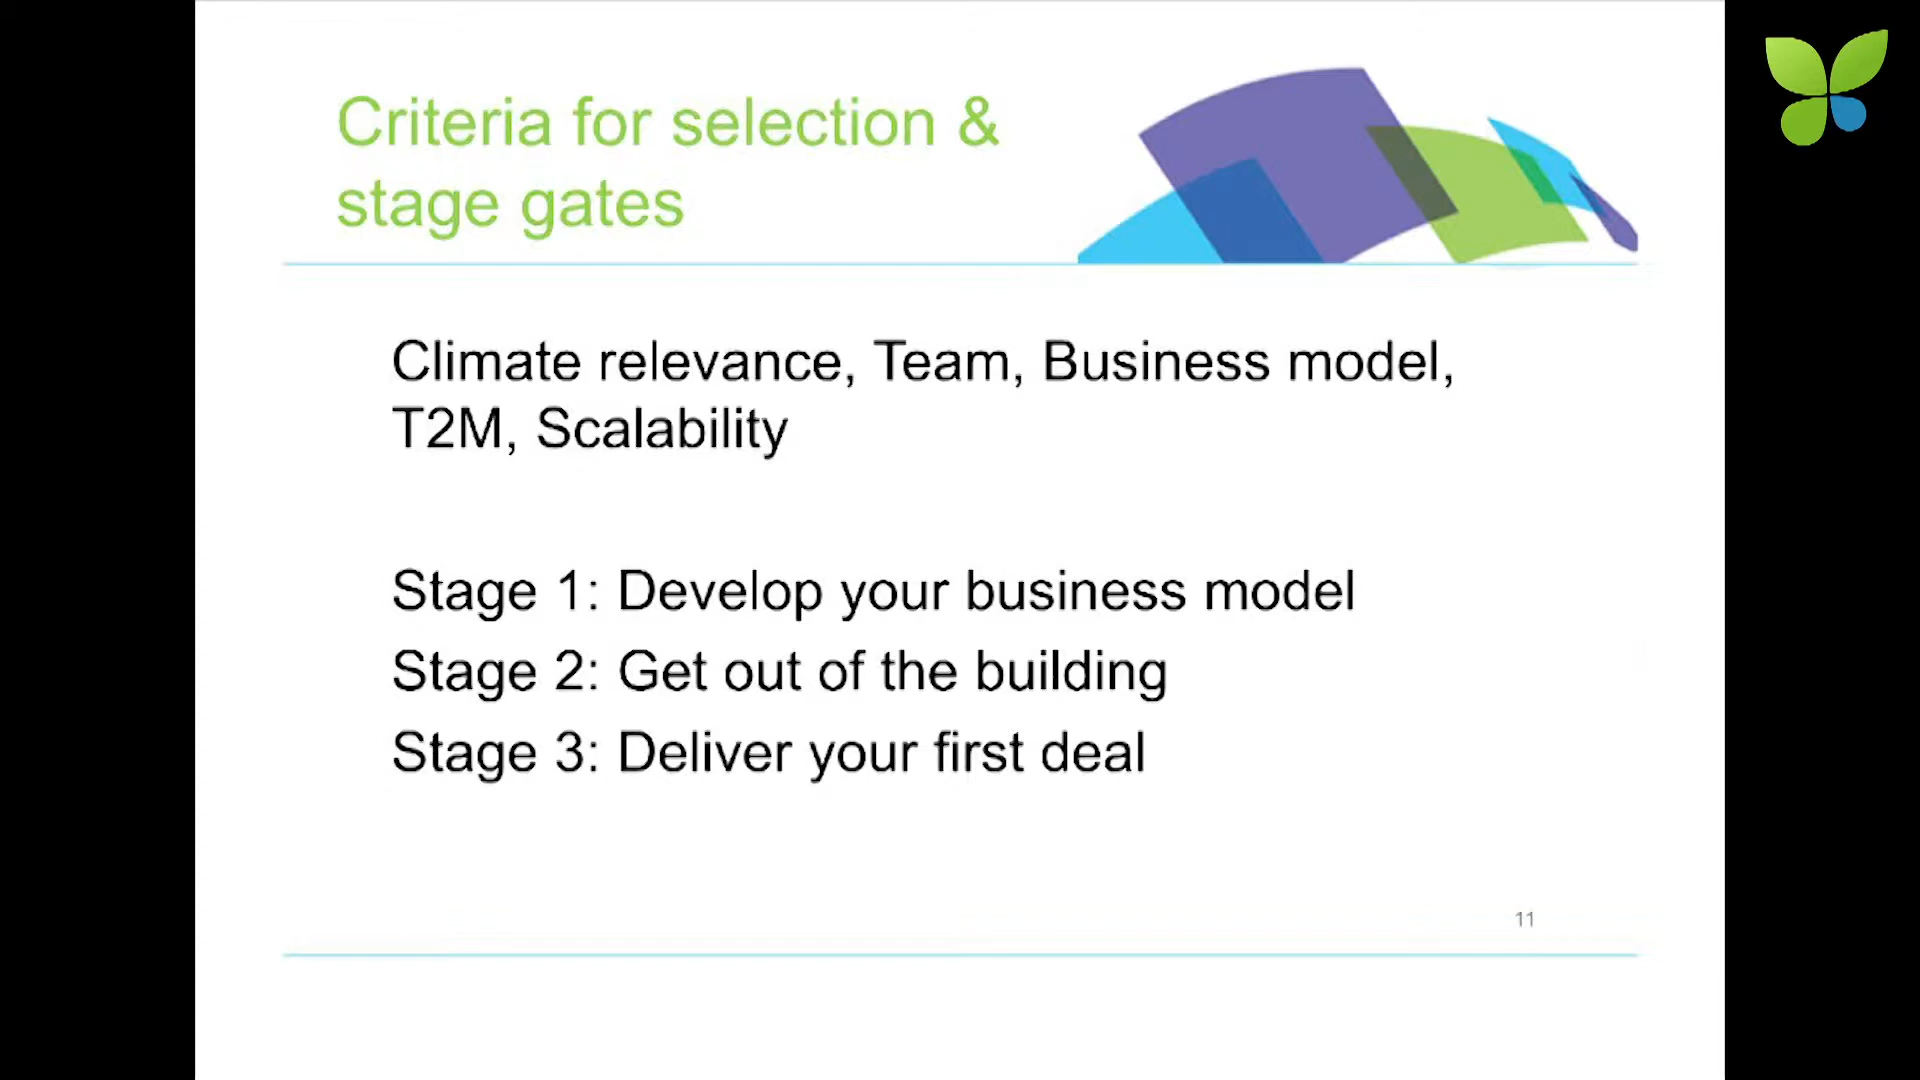 Criteria for selection &
stage gates
Climate relevance, Team, Business model,
T2M, Scalability
Stage 1: Develop your business model
Stage 2: Get out of the building
Stage 3: Deliver your first deal
11